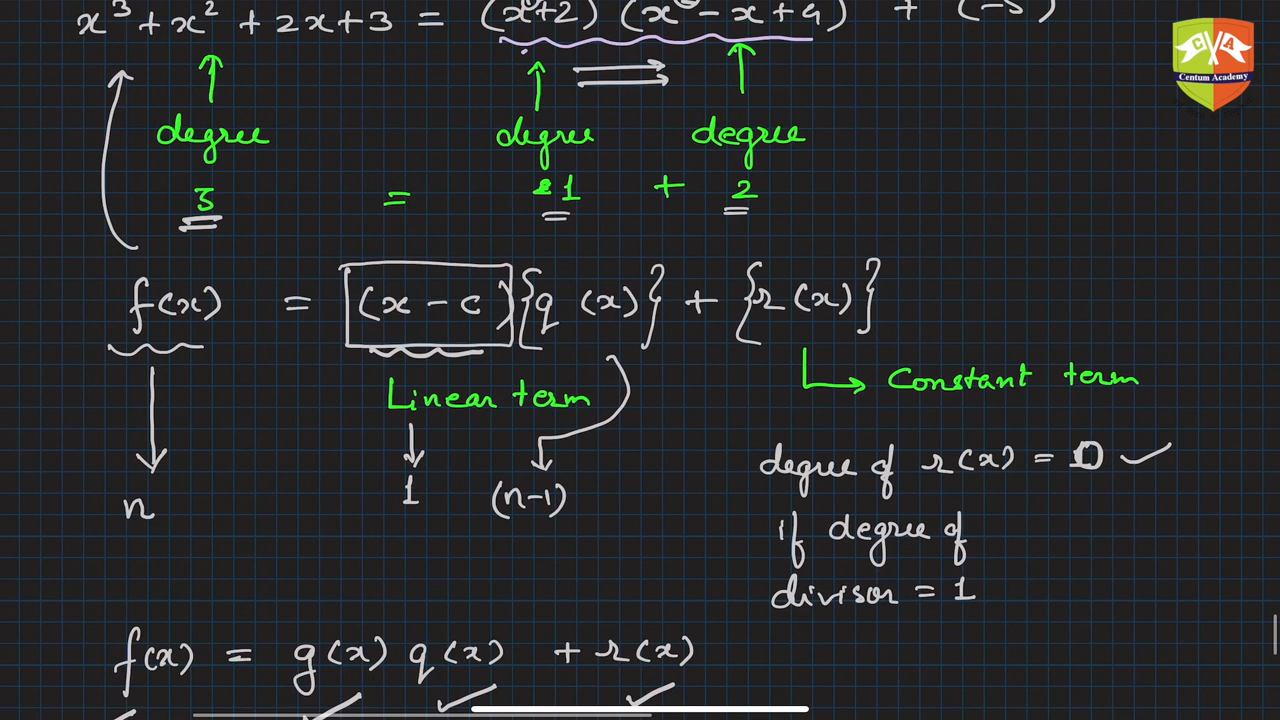 x³ + x² + 2x + 3 = (x+2) (x² - x + 4) + (-5)
C A
Centum Academy
degree degree degree
3 = 1 + 2
f(x) = (x - c) {q (x)} + {r (x)}
Linear term
Constant term
n 1 (n-1)
degree of r(x) = 0 ✓
if degree of
divisor = 1
f(x) = g(x) q(x) + r(x)